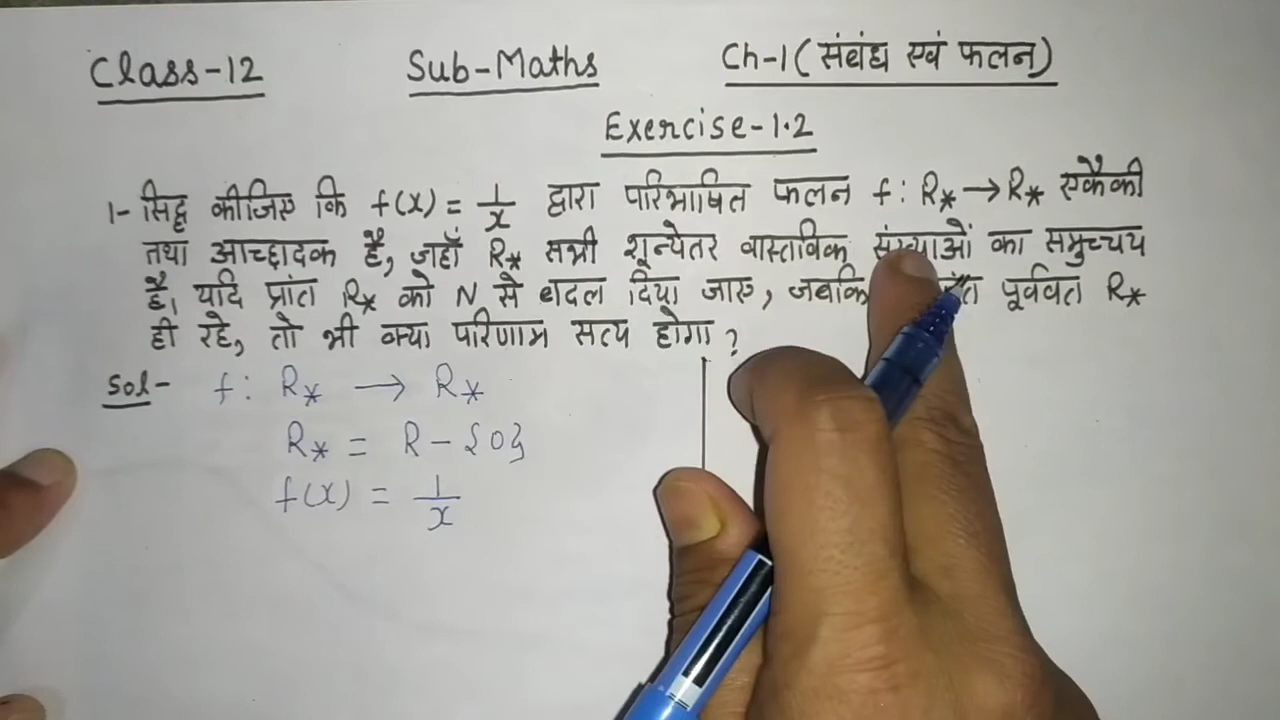 Class-12 Sub-Maths Ch-1 (संबंध एवं फलन)
Exercise-1.2
1- सिद्ध कीजिए कि f(x) = 1/x द्वारा परिभाषित फलन f: R* → R* एकैकी
तथा आच्छादक है, जहाँ R* सभी शून्येतर वास्तविक संख्याओं का समुच्चय
है। यदि प्रांत R* को N से बदल दिया जाए, जबकि पूर्ववत R*
ही रहे, तो भी क्या परिणाम सत्य होगा?
Sol- f: R* → R*
R* = R - {0}
f(x) = 1/x